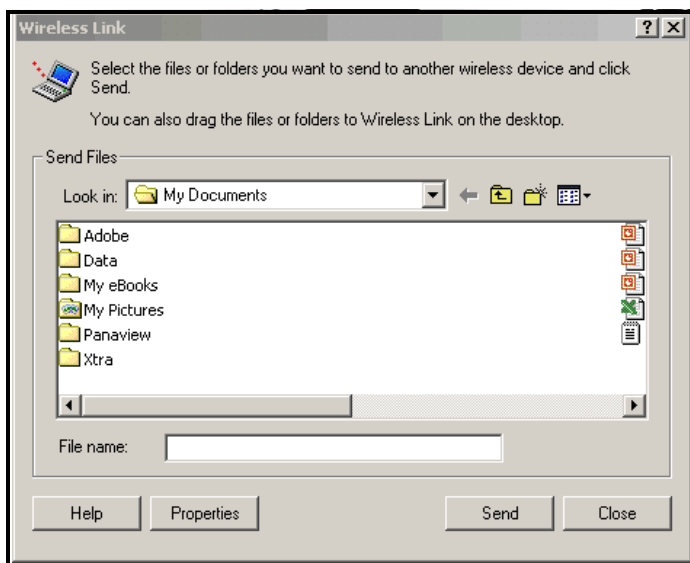 Wireless Link
Select the files or folders you want to send to another wireless device and click
Send.
You can also drag the files or folders to Wireless Link on the desktop.
Send Files
Look in: My Documents
Adobe
Data
My eBooks
My Pictures
Panaview
Xtra
File name:
Help Properties Send Close